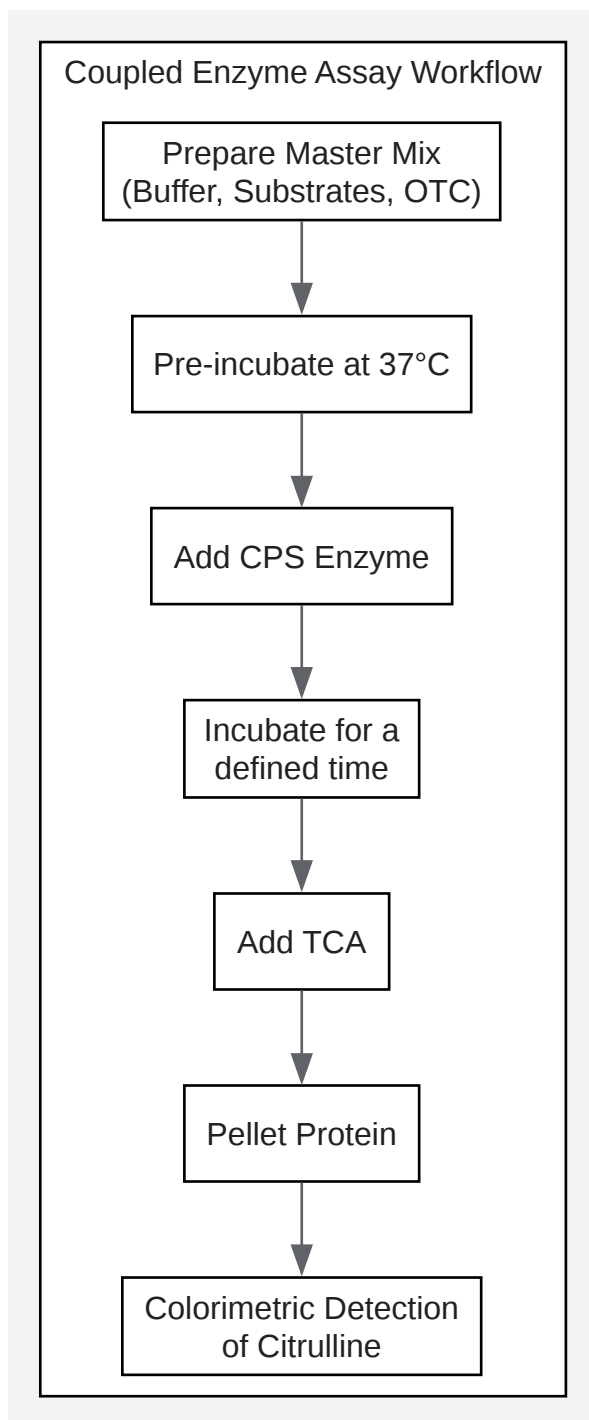 Coupled Enzyme Assay Workflow
Prepare Master Mix
(Buffer, Substrates, OTC)
Pre-incubate at 37°C
Add CPS Enzyme
Incubate for a
defined time
Add TCA
Pellet Protein
Colorimetric Detection
of Citrulline